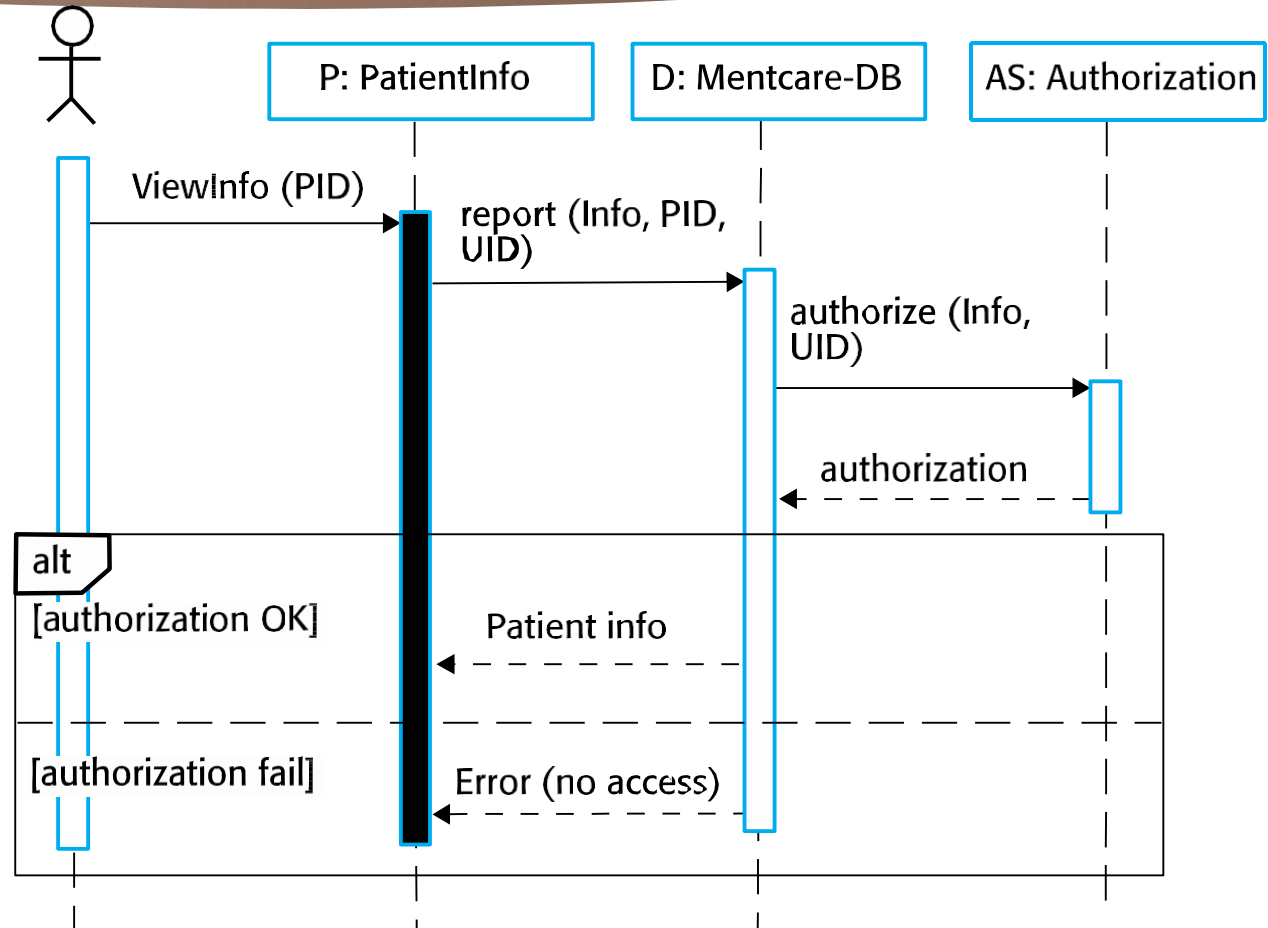 P: PatientInfo
D: Mentcare-DB
AS: Authorization
ViewInfo (PID)
report (Info, PID,
UID)
authorize (Info,
UID)
authorization
alt
[authorization OK]
Patient info
[authorization fail]
Error (no access)